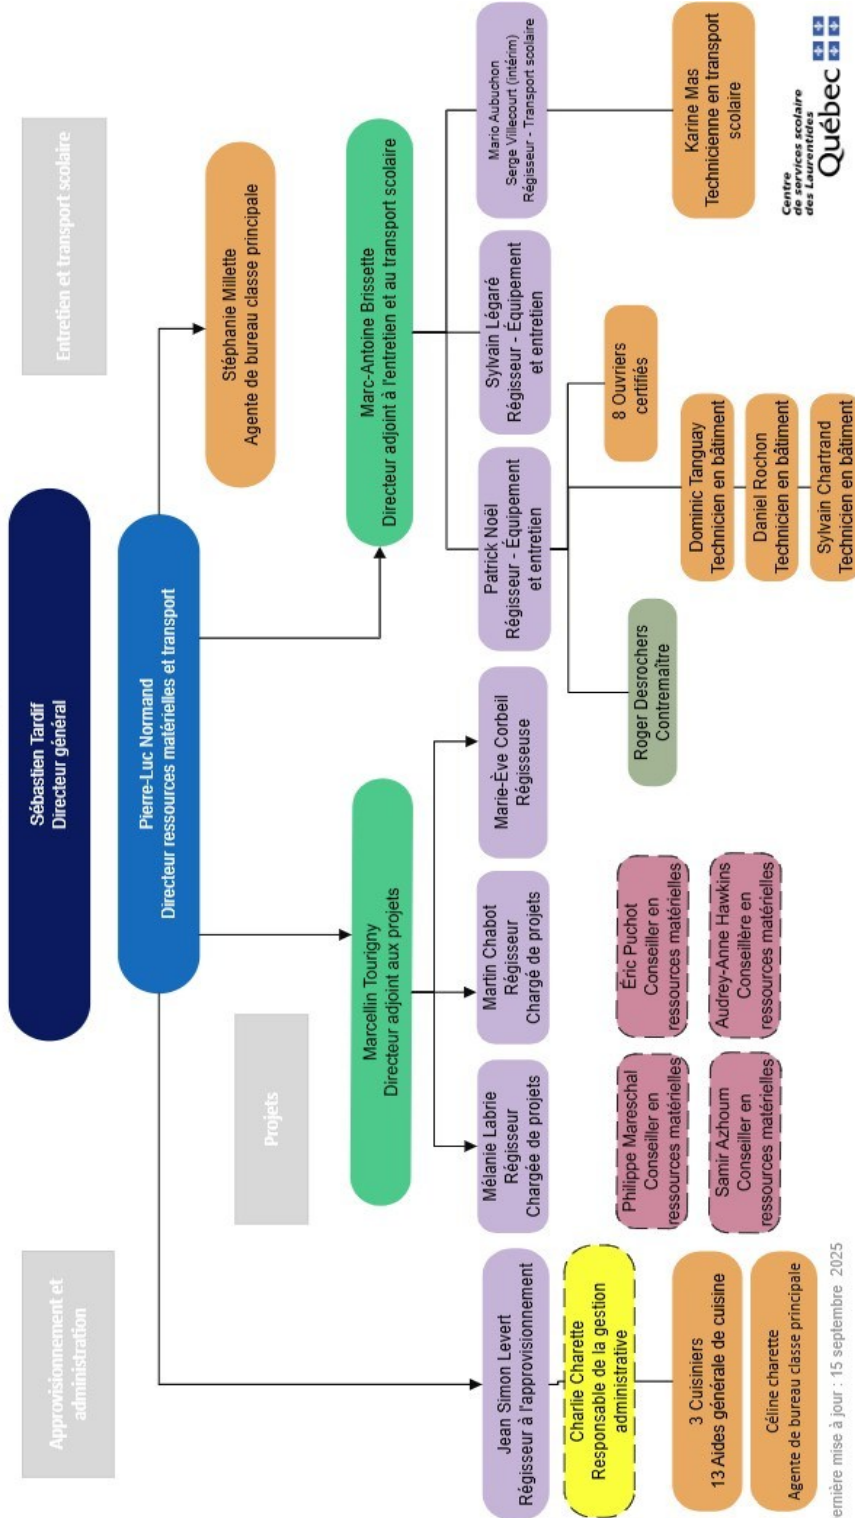 Sébastien Tardif
Directeur général
Pierre-Luc Normand
Directeur ressources matérielles et transport
Approvisionnement et
administration
Projets
Entretien et transport scolaire
Stéphanie Millette
Agente de bureau classe principale
Marcellin Tourigny
Directeur adjoint aux projets
Marc-Antoine Brissette
Directeur adjoint à l'entretien et au transport scolaire
Jean Simon Levert
Régisseur à l'approvisionnement
Mélanie Labrie
Régisseur
Chargée de projets
Martin Chabot
Régisseur
Chargé de projets
Marie-Ève Corbeil
Régisseuse
Patrick Noël
Régisseur - Équipement
et entretien
Sylvain Légaré
Régisseur - Équipement
et entretien
Mario Aubuchon
Serge Villecourt (intérim)
Régisseur - Transport scolaire
Charlie Charette
Responsable de la gestion
administrative
3 Cuisiniers
13 Aides générale de cuisine
Céline charette
Agente de bureau classe principale
Philippe Mareschal
Conseiller en
ressources matérielles
Éric Puchot
Conseiller en
ressources matérielles
Samir Azhoum
Conseiller en
ressources matérielles
Audrey-Anne Hawkins
Conseillère en
ressources matérielles
Roger Desrochers
Contremaître
8 Ouvriers
certifiés
Dominic Tanguay
Technicien en bâtiment
Daniel Rochon
Technicien en bâtiment
Sylvain Chartrand
Technicien en bâtiment
Karine Mas
Technicienne en transport
scolaire
ernière mise à jour : 15 septembre 2025
Centre
de services scolaire
des Laurentides
Québec